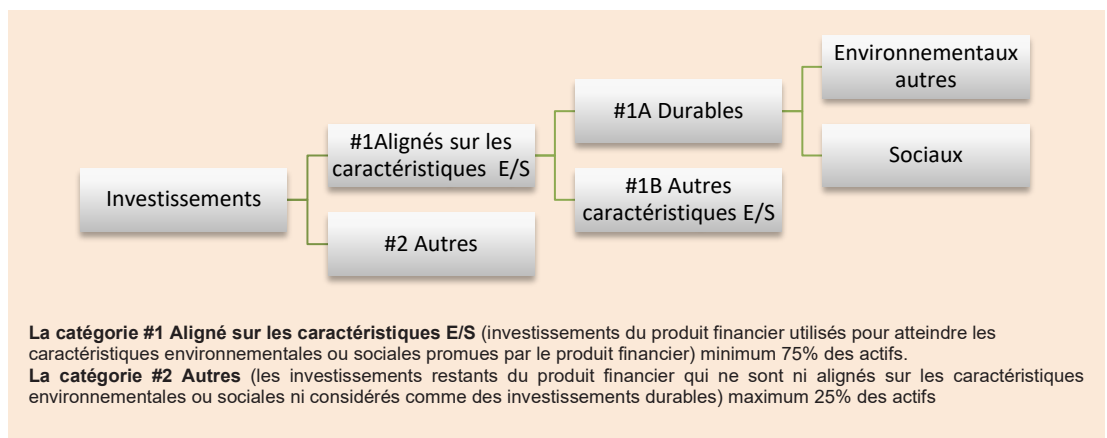 Investissements
#1Alignés sur les
caractéristiques E/S
#2 Autres
#1A Durables
#1B Autres
caractéristiques E/S
Environnementaux
autres
Sociaux
La catégorie #1 Aligné sur les caractéristiques E/S (investissements du produit financier utilisés pour atteindre les
caractéristiques environnementales ou sociales promues par le produit financier) minimum 75% des actifs.
La catégorie #2 Autres (les investissements restants du produit financier qui ne sont ni alignés sur les caractéristiques
environnementales ou sociales ni considérés comme des investissements durables) maximum 25% des actifs